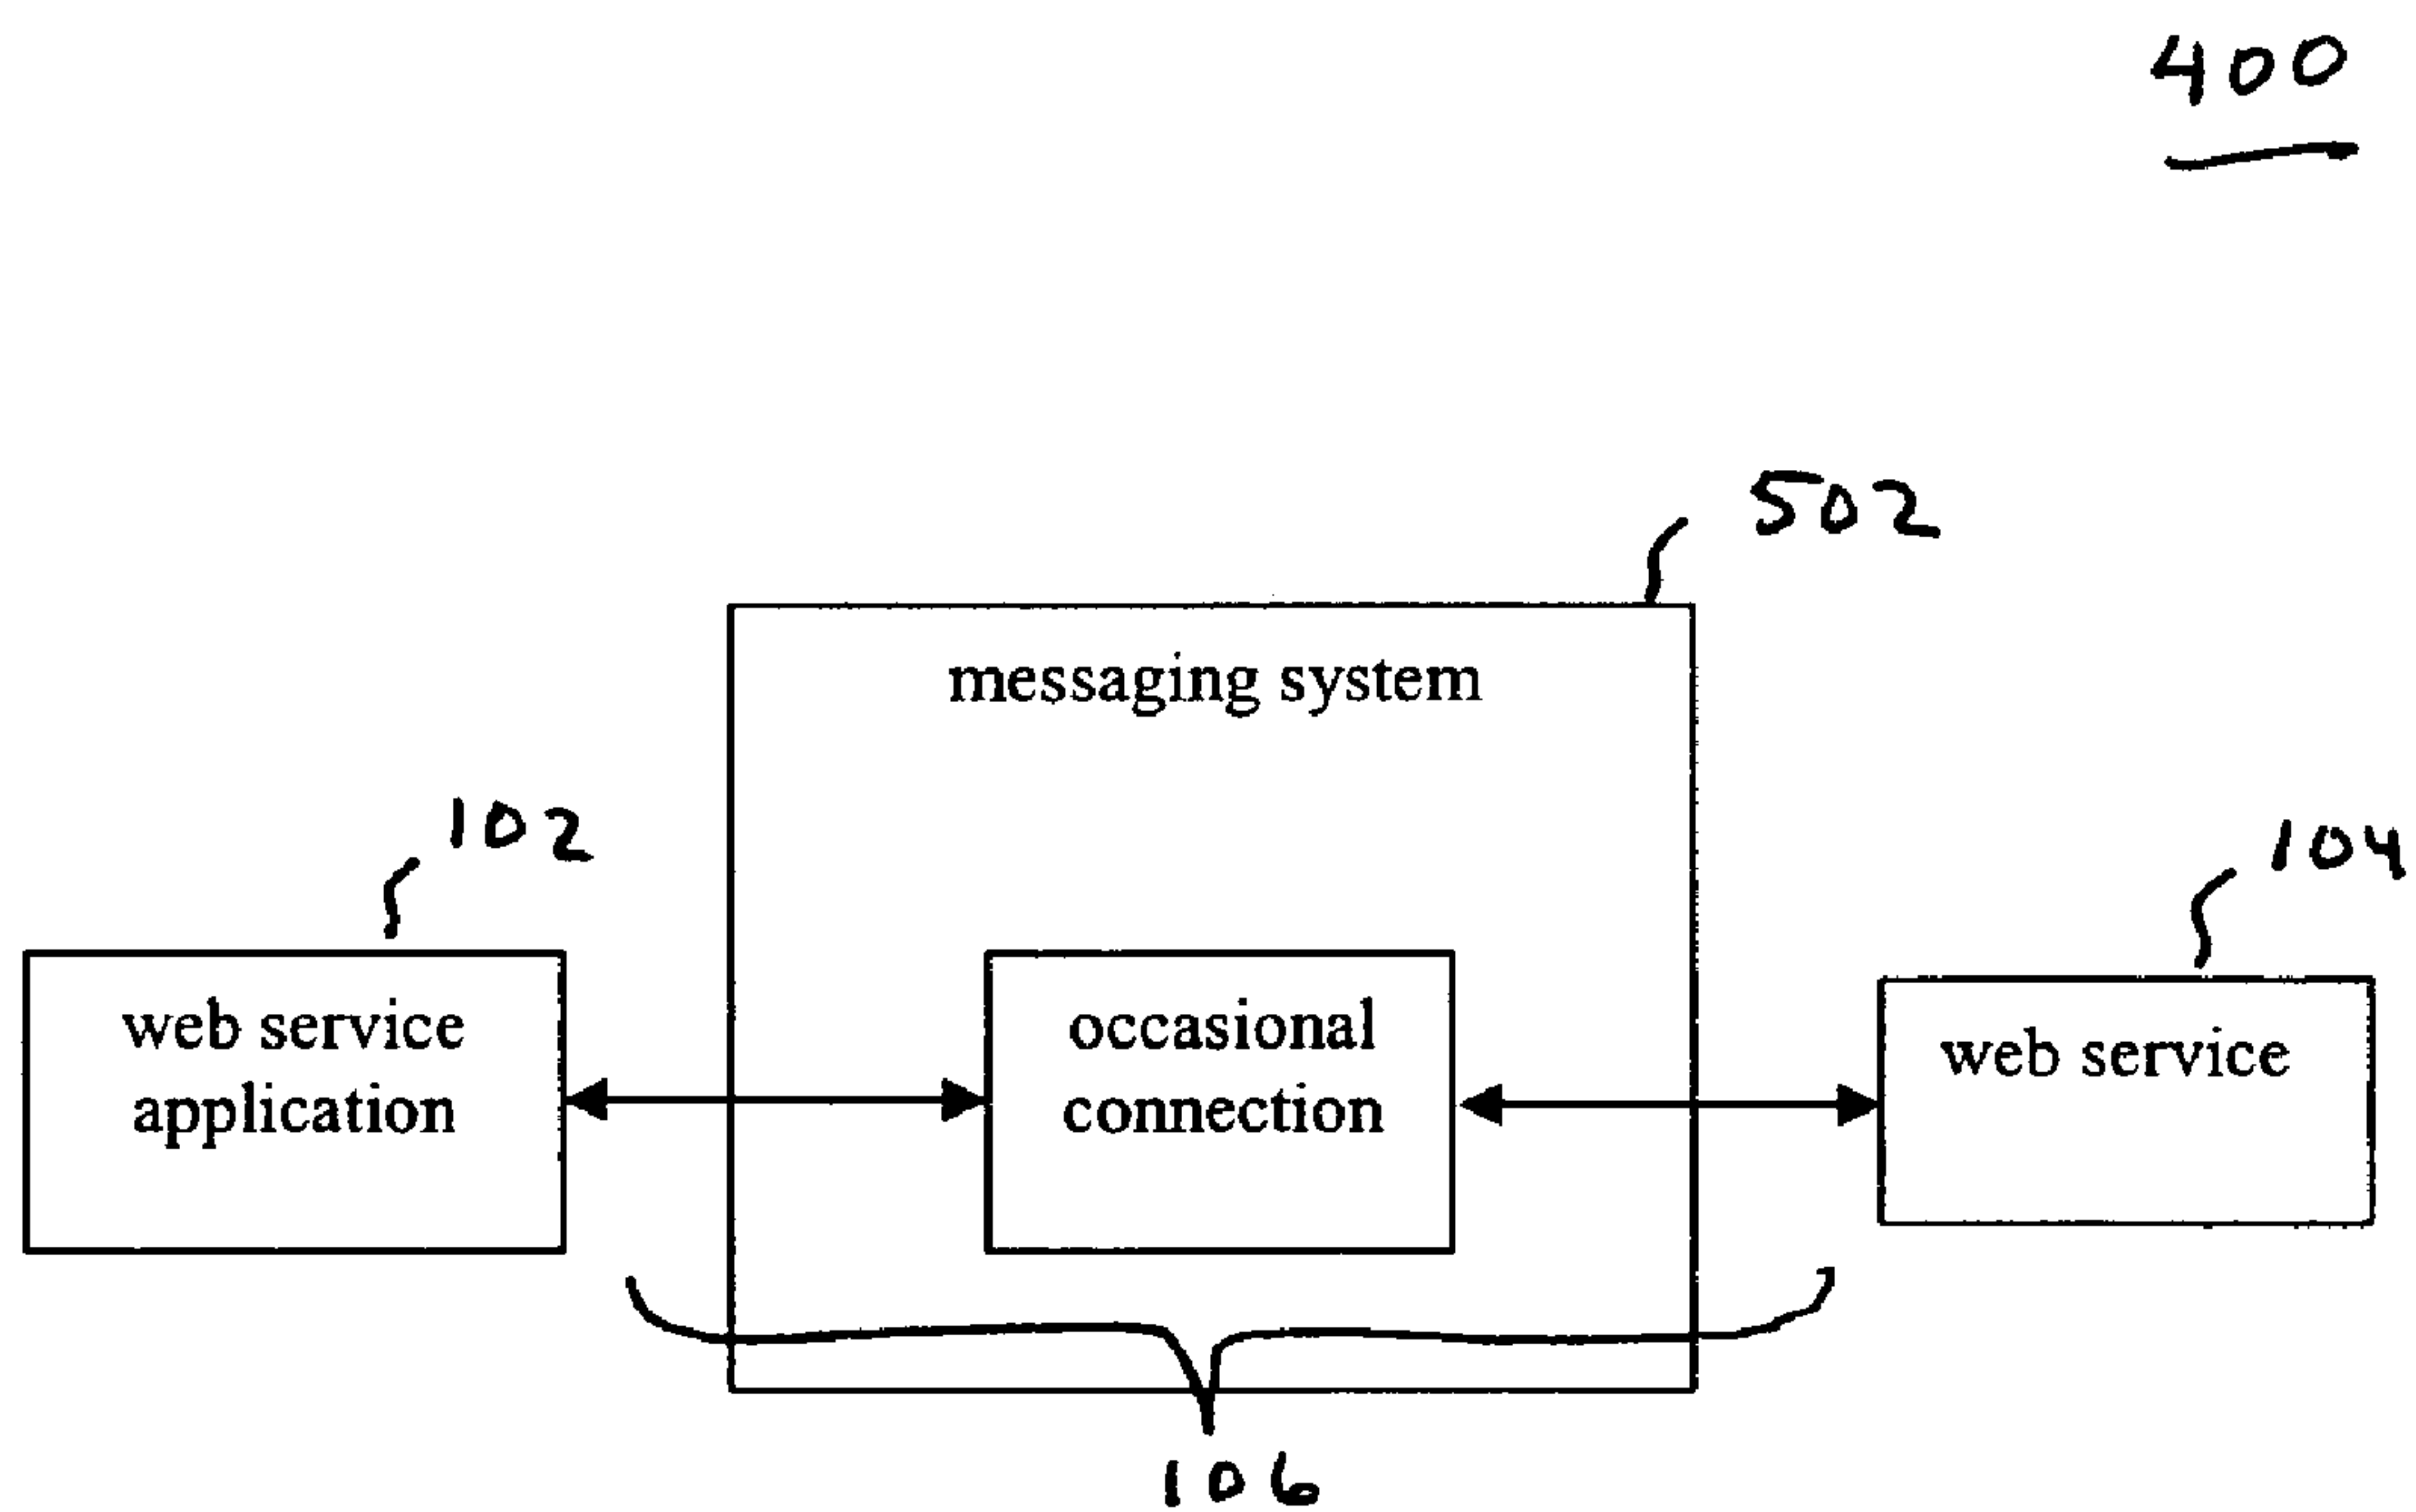 400
502
messaging system
102
104
web service
application
occasional
connection
web service
106